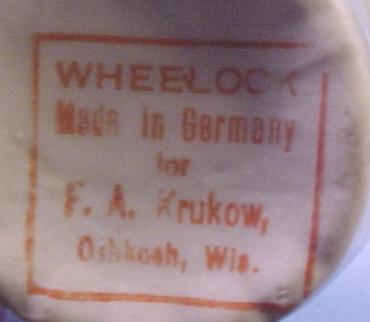 WHEELOCK
Made in Germany
for
F. A. Krukow,
Oshkosh, Wis.